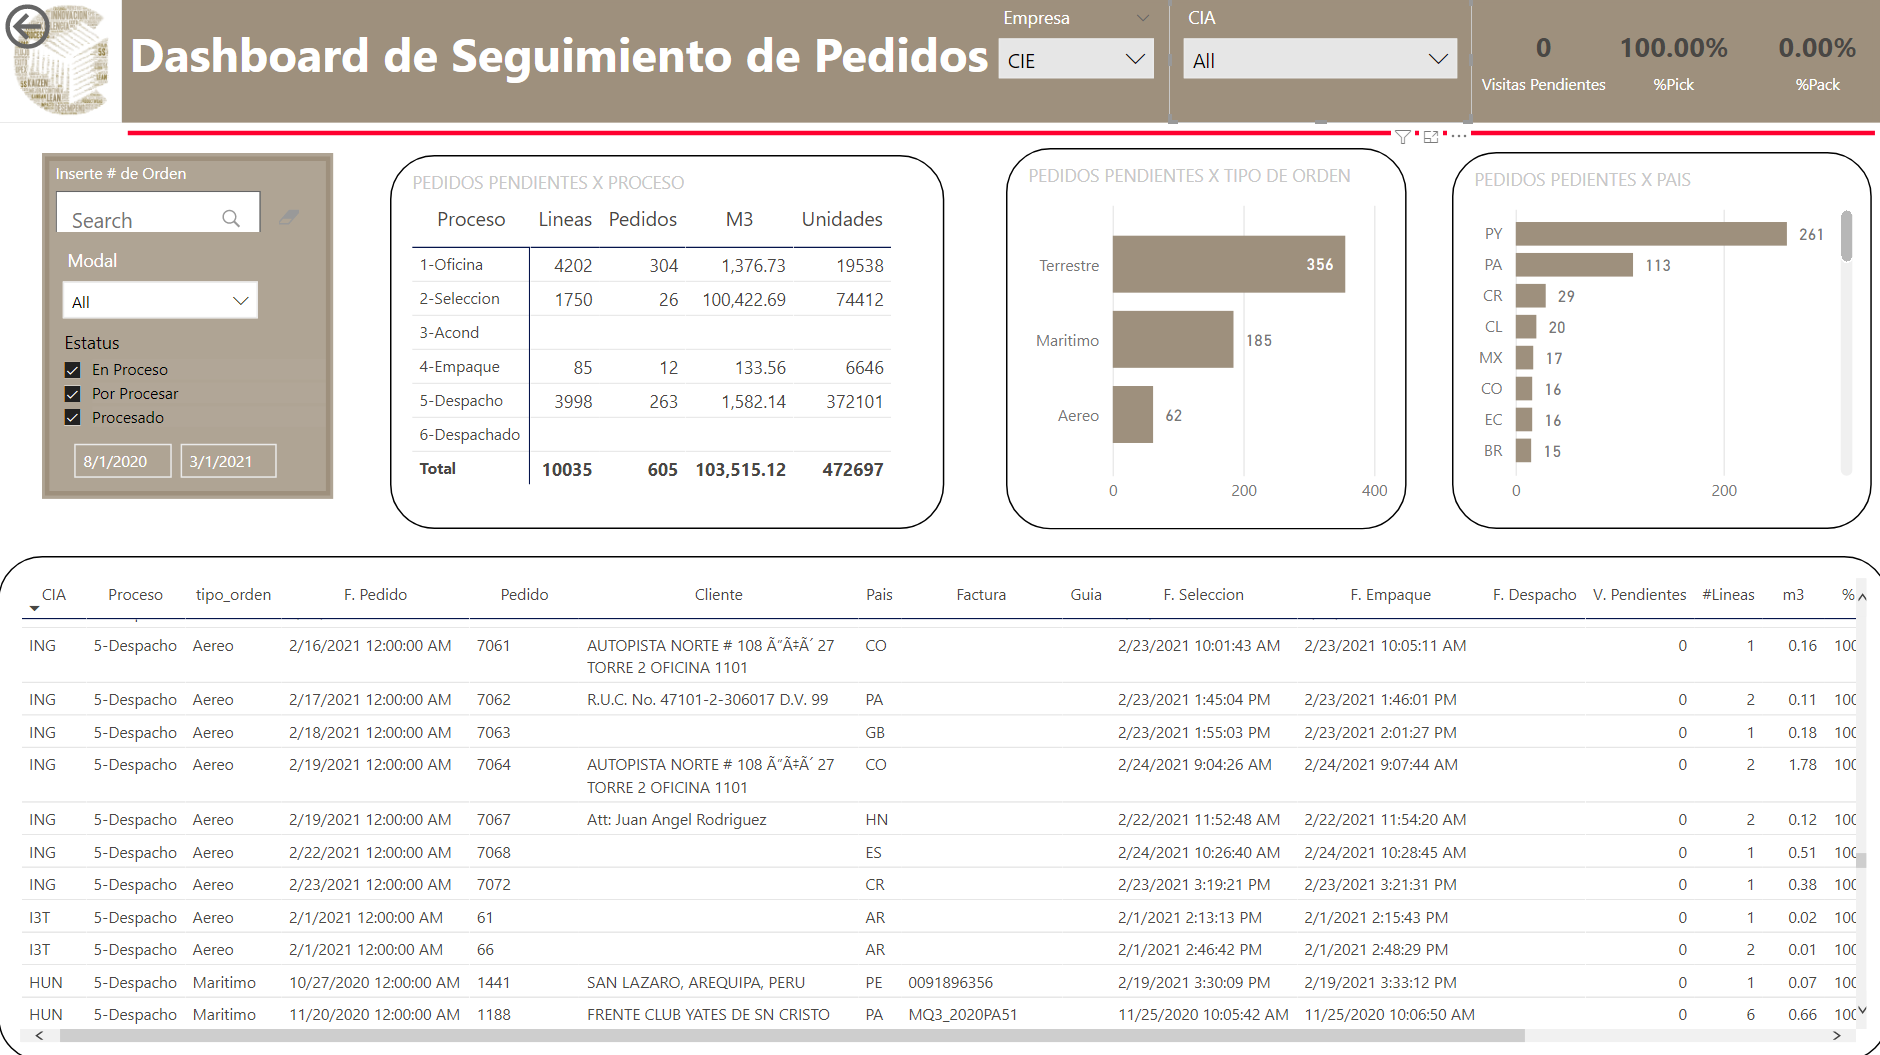 INNOVACION
KAIZEN
LEAN
Dashboard de Seguimiento de Pedidos
Empresa
CIE
CIA
All
0
Visitas Pendientes
100.00%
%Pick
0.00%
%Pack
Inserte # de Orden
Search
Modal
All
Estatus
En Proceso
Por Procesar
Procesado
8/1/2020 3/1/2021
PEDIDOS PENDIENTES X PROCESO
Proceso Lineas Pedidos M3 Unidades
1-Oficina 4202 304 1,376.73 19538
2-Seleccion 1750 26 100,422.69 74412
3-Acond
4-Empaque 85 12 133.56 6646
5-Despacho 3998 263 1,582.14 372101
6-Despachado
Total 10035 605 103,515.12 472697
PEDIDOS PENDIENTES X TIPO DE ORDEN
Terrestre 356
Maritimo 185
Aereo 62
0 200 400
PEDIDOS PEDIENTES X PAIS
PY 261
PA 113
CR 29
CL 20
MX 17
CO 16
EC 16
BR 15
0 200
CIA Proceso tipo_orden F. Pedido Pedido Cliente Pais Factura Guia F. Seleccion F. Empaque F. Despacho V. Pendientes #Lineas m3 %
ING 5-Despacho Aereo 2/16/2021 12:00:00 AM 7061 AUTOPISTA NORTE # 108 Ã“Ã‡Ã´ 27 CO 2/23/2021 10:01:43 AM 2/23/2021 10:05:11 AM 0 1 0.16 100
TORRE 2 OFICINA 1101
ING 5-Despacho Aereo 2/17/2021 12:00:00 AM 7062 R.U.C. No. 47101-2-306017 D.V. 99 PA 2/23/2021 1:45:04 PM 2/23/2021 1:46:01 PM 0 2 0.11 100
ING 5-Despacho Aereo 2/18/2021 12:00:00 AM 7063 GB 2/23/2021 1:55:03 PM 2/23/2021 2:01:27 PM 0 1 0.18 100
ING 5-Despacho Aereo 2/19/2021 12:00:00 AM 7064 AUTOPISTA NORTE # 108 Ã“Ã‡Ã´ 27 CO 2/24/2021 9:04:26 AM 2/24/2021 9:07:44 AM 0 2 1.78 100
TORRE 2 OFICINA 1101
ING 5-Despacho Aereo 2/19/2021 12:00:00 AM 7067 Att: Juan Angel Rodriguez HN 2/22/2021 11:52:48 AM 2/22/2021 11:54:20 AM 0 2 0.12 100
ING 5-Despacho Aereo 2/22/2021 12:00:00 AM 7068 ES 2/24/2021 10:26:40 AM 2/24/2021 10:28:45 AM 0 1 0.51 100
ING 5-Despacho Aereo 2/23/2021 12:00:00 AM 7072 CR 2/23/2021 3:19:21 PM 2/23/2021 3:21:31 PM 0 1 0.38 100
I3T 5-Despacho Aereo 2/1/2021 12:00:00 AM 61 AR 2/1/2021 2:13:13 PM 2/1/2021 2:15:43 PM 0 1 0.02 100
I3T 5-Despacho Aereo 2/1/2021 12:00:00 AM 66 AR 2/1/2021 2:46:42 PM 2/1/2021 2:48:29 PM 0 2 0.01 100
HUN 5-Despacho Maritimo 10/27/2020 12:00:00 AM 1441 SAN LAZARO, AREQUIPA, PERU PE 0091896356 2/19/2021 3:30:09 PM 2/19/2021 3:33:12 PM 0 1 0.07 100
HUN 5-Despacho Maritimo 11/20/2020 12:00:00 AM 1188 FRENTE CLUB YATES DE SN CRISTO PA MQ3_2020PA51 11/25/2020 10:05:42 AM 11/25/2020 10:06:50 AM 0 6 0.66 100